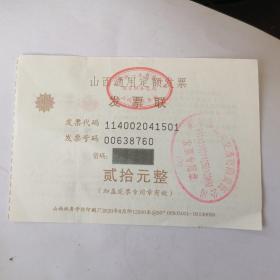 山西通用定额发票
发票联
发票代码 114002041501
发票号码 00638760
密码:
贰拾元整
(加盖发票专用章有效)